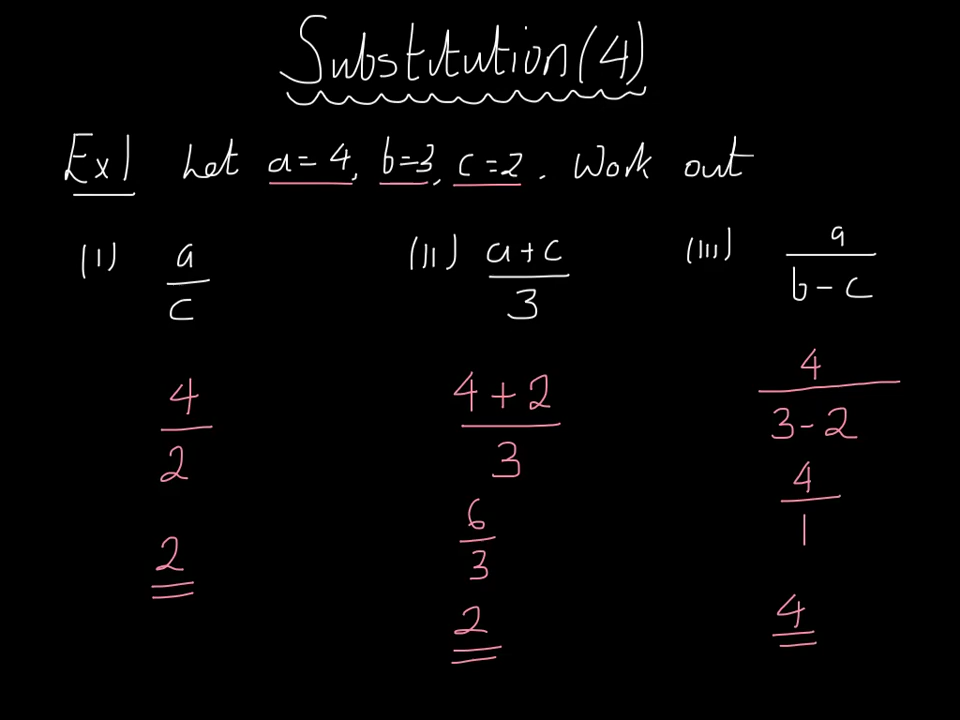 Substitution (4)
Ex1 Let a=4, b=3, c=2. Work out
(i) a/c (ii) (a+c)/3 (iii) a/(b-c)
4/2 (4+2)/3 4/(3-2)
6/3 4/1
2 2 4